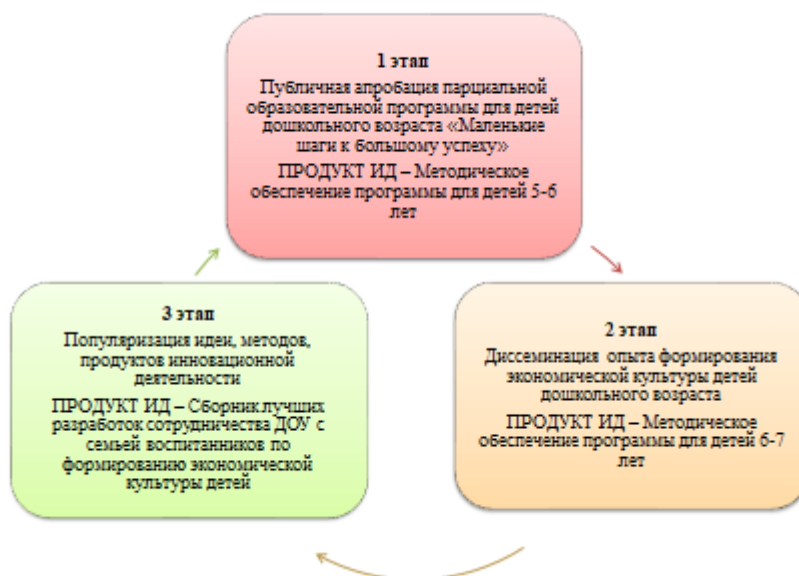 1 этап
Публичная апробация парциальной
образовательной программы для детей
дошкольного возраста «Маленькие
шаги к большому успеху»
ПРОДУКТ ИД – Методическое
обеспечение программы для детей 5-6
лет
2 этап
Диссеминация опыта формирования
экономической культуры детей
дошкольного возраста
ПРОДУКТ ИД – Методическое
обеспечение программы для детей 6-7
лет
3 этап
Популяризация идеи, методов,
продуктов инновационной
деятельности
ПРОДУКТ ИД – Сборник лучших
разработок сотрудничества ДОУ с
семьей воспитанников по
формированию экономической
культуры детей